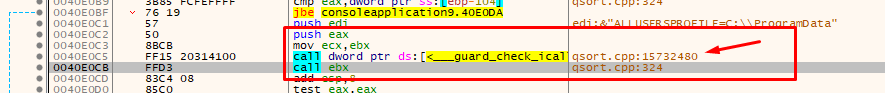 0040E0B9 3B85 FCFEFFFF cmp eax,dword ptr ss:[ebp-104] qsort.cpp:324
0040E0BF 76 19 jbe consoleapplication9.40E0DA
0040E0C1 57 push edi edi:&"ALLUSERSPROFILE=C:\\ProgramData"
0040E0C2 50 push eax
0040E0C3 8BCB mov ecx,ebx
0040E0C5 FF15 20314100 call dword ptr ds:[<___guard_check_icall qsort.cpp:15732480
0040E0CB FFD3 call ebx qsort.cpp:324
0040E0CD 83C4 08 add esp,8
0040E0D0 85C0 test eax,eax